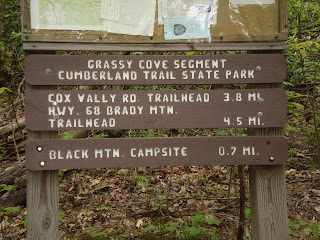 GRASSY COVE SEGMENT
CUMBERLAND TRAIL STATE PARK
COX VALLY RD. TRAILHEAD 3.8 MI.
HWY. 68 BRADY MTN.
TRAILHEAD 4.5 MI.
BLACK MTN. CAMPSITE 0.7 MI.